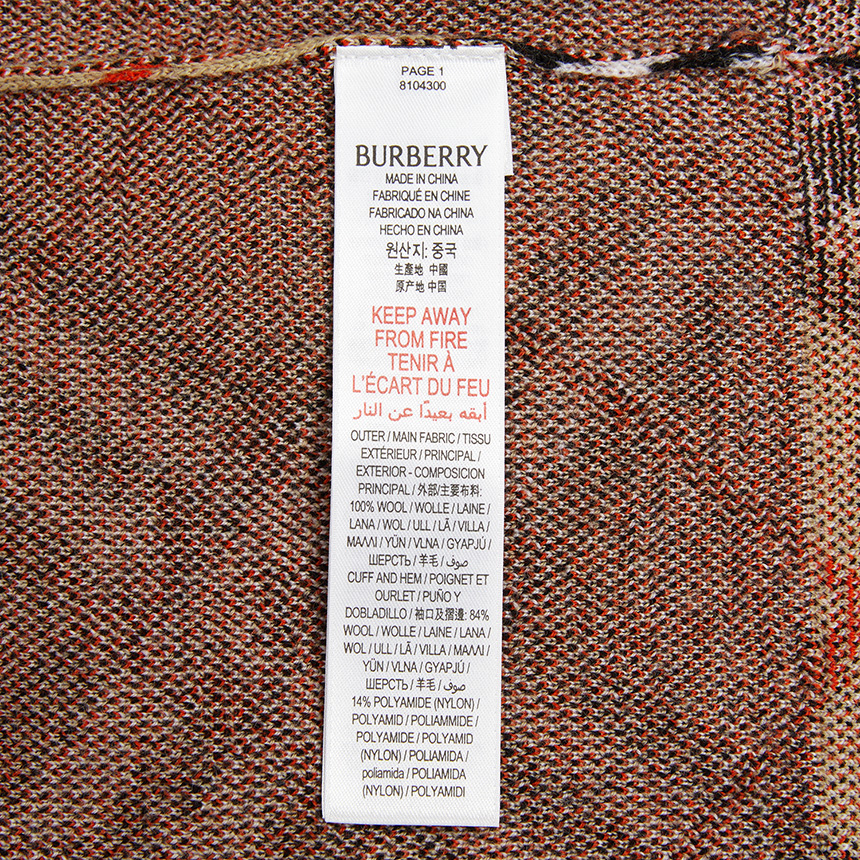 PAGE 1
8104300
BURBERRY
MADE IN CHINA
FABRIQUÉ EN CHINE
FABRICADO NA CHINA
HECHO EN CHINA
원산지: 중국
生產地 中國
原产地 中国
KEEP AWAY
FROM FIRE
TENIR À
L'ÉCART DU FEU
أبقه بعيدًا عن النار
OUTER / MAIN FABRIC / TISSU
EXTÉRIEUR / PRINCIPAL /
EXTERIOR - COMPOSICION
PRINCIPAL / 外部/主要布料:
100% WOOL / WOLLE / LAINE /
LANA / WOL / ULL / LÃ / VILLA /
ΜΑΛΛΙ / YÜN / VLNA / GYAPJÚ /
ШЕРСТЬ / 羊毛 / صوف
CUFF AND HEM / POIGNET ET
OURLET / PUÑO Y
DOBLADILLO / 袖口及摺邊: 84%
WOOL / WOLLE / LAINE / LANA /
WOL / ULL / LÃ / VILLA / ΜΑΛΛΙ /
YÜN / VLNA / GYAPJÚ /
ШЕРСТЬ / 羊毛 / صوف /
14% POLYAMIDE (NYLON) /
POLYAMID / POLIAMMIDE /
POLYAMIDE / POLYAMID
(NYLON) / POLIAMIDA /
poliamida / POLIAMIDA
(NYLON) / POLYAMIDI